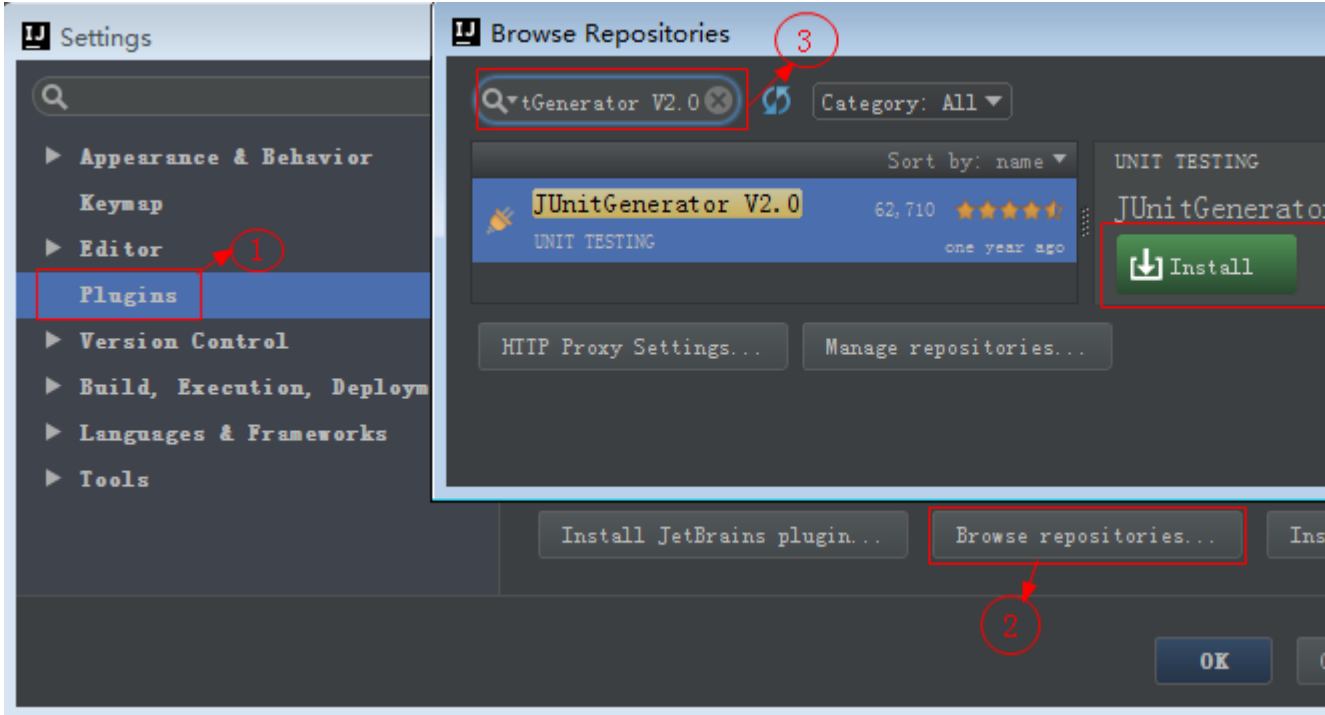 Settings
Appearance & Behavior
Keymap
Editor
1
Plugins
Version Control
Build, Execution, Deploym
Languages & Frameworks
Tools
Browse Repositories
3
tGenerator V2.0
Category: All
Sort by: name
JUnitGenerator V2.0
62,710
UNIT TESTING
one year ago
UNIT TESTING
JUnitGenerato
Install
HTTP Proxy Settings...
Manage repositories...
Install JetBrains plugin...
Browse repositories...
Ins
2
OK